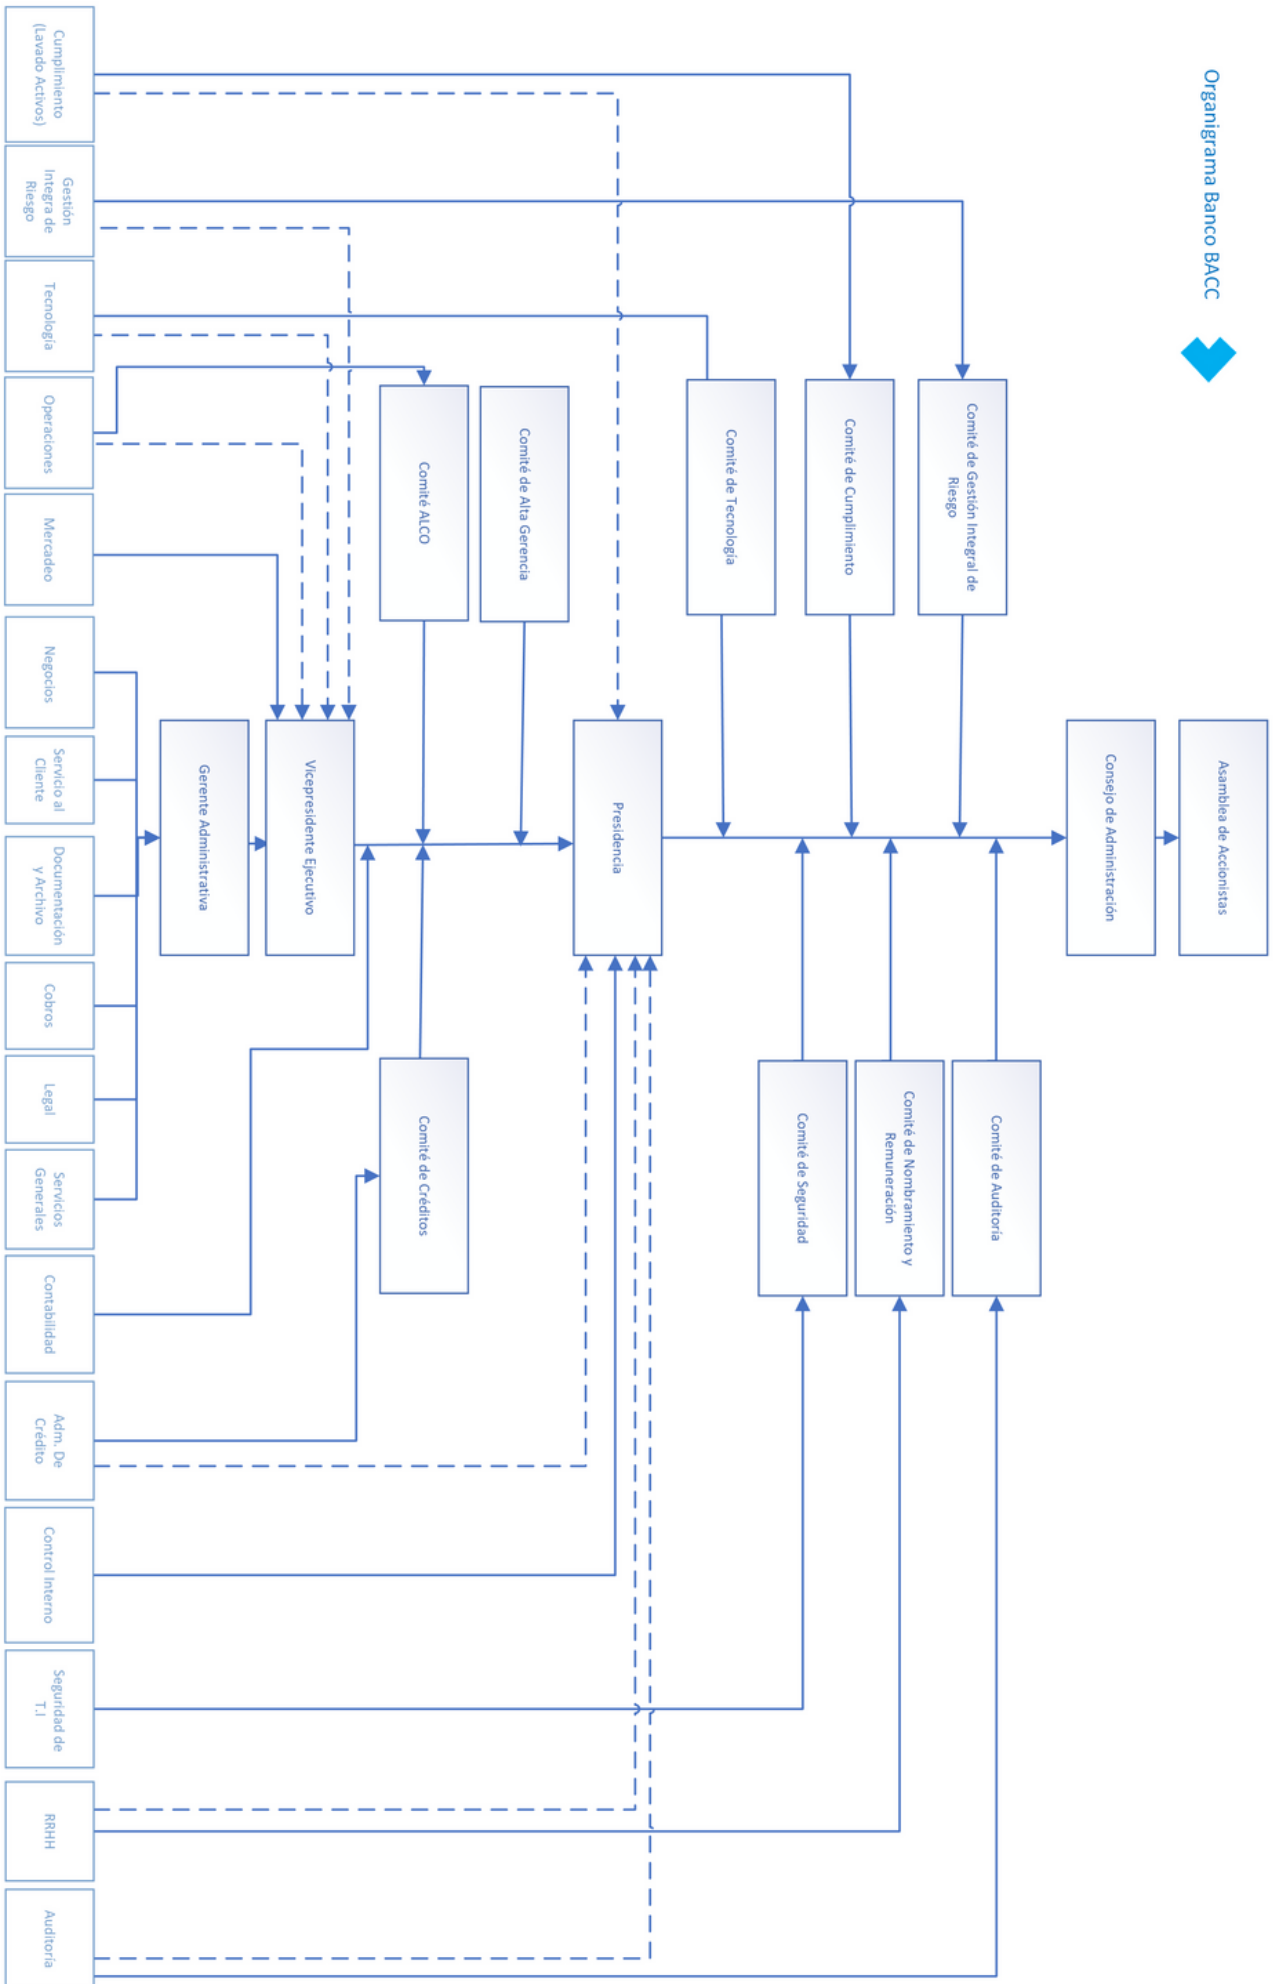 Organigrama Banco BACC
Asamblea de Accionistas
Consejo de Administración
Comité de Gestión Integral de
Riesgo
Comité de Auditoría
Comité de Cumplimiento
Comité de Nombramiento y
Remuneración
Comité de Tecnología
Comité de Seguridad
Presidencia
Comité de Alta Gerencia
Comité ALCO
Comité de Créditos
Vicepresidente Ejecutivo
Gerente Administrativa
Cumplimiento
(Lavado Activos)
Gestión
Integra de
Riesgo
Tecnología
Operaciones
Mercadeo
Negocios
Servicio al
Cliente
Documentación
y Archivo
Cobros
Legal
Servicios
Generales
Contabilidad
Adm. De
Crédito
Control Interno
Seguridad de
T.I
RRHH
Auditoría